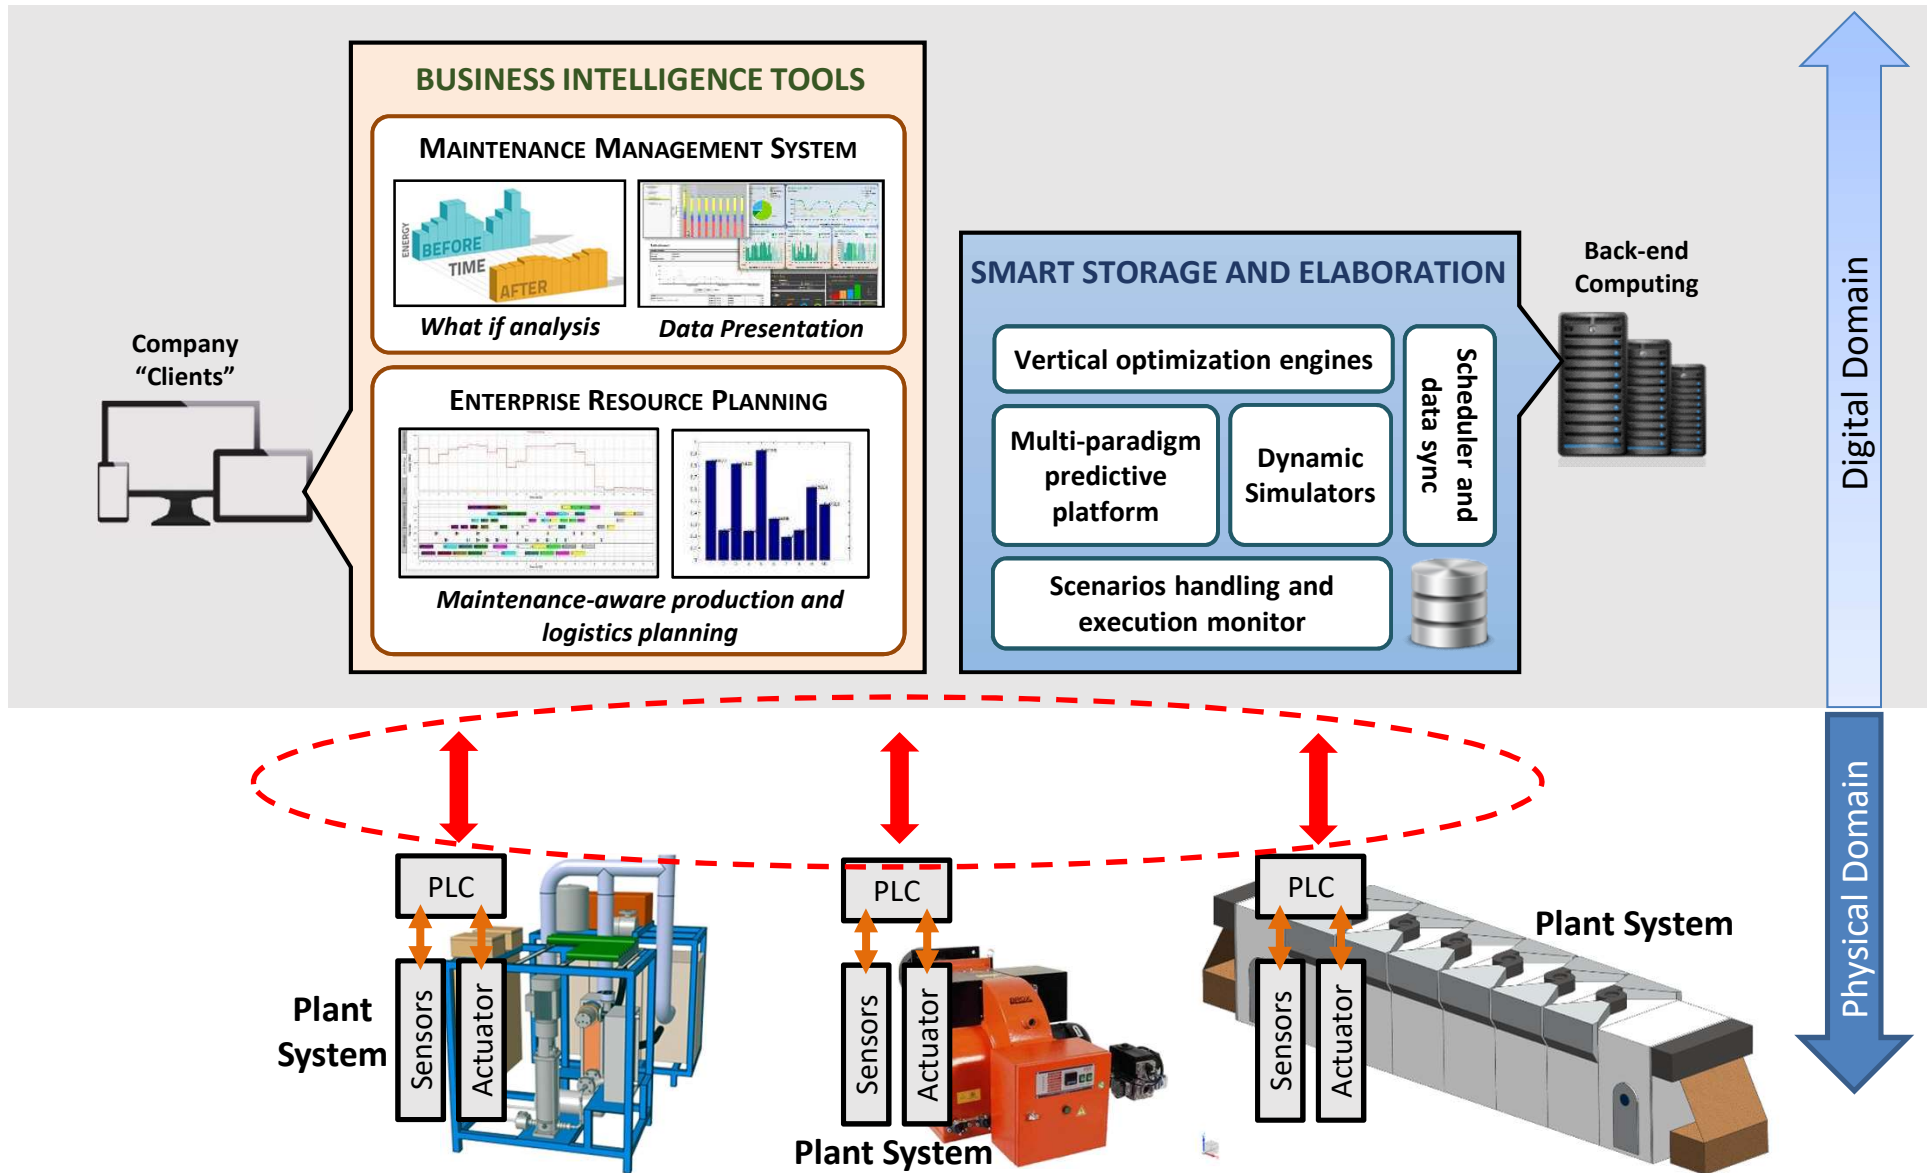 BUSINESS INTELLIGENCE TOOLS
MAINTENANCE MANAGEMENT SYSTEM
ENERGY
BEFORE
TIME
AFTER
What if analysis
Data Presentation
ENTERPRISE RESOURCE PLANNING
Maintenance-aware production and
logistics planning
Company
“Clients”
SMART STORAGE AND ELABORATION
Vertical optimization engines
Multi-paradigm
predictive
platform
Dynamic
Simulators
Scheduler and
data sync
Scenarios handling and
execution monitor
Back-end
Computing
Digital Domain
Physical Domain
PLC
Sensors
Actuator
Plant
System
PLC
Sensors
Actuator
Plant System
PLC
Sensors
Actuator
Plant System